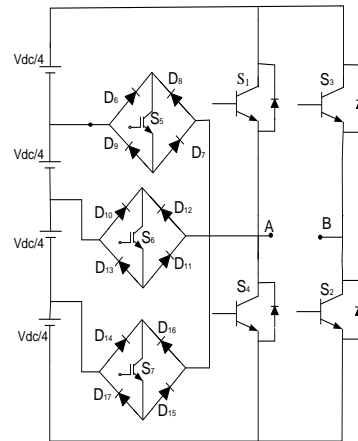 Vdc/4
D₆
D₈
S₅
D₉
D₇
S₁
S₃
Vdc/4
D₁₀
D₁₂
S₆
D₁₃
D₁₁
A
B
Vdc/4
S₄
S₂
Vdc/4
D₁₄
D₁₆
S₇
D₁₇
D₁₅